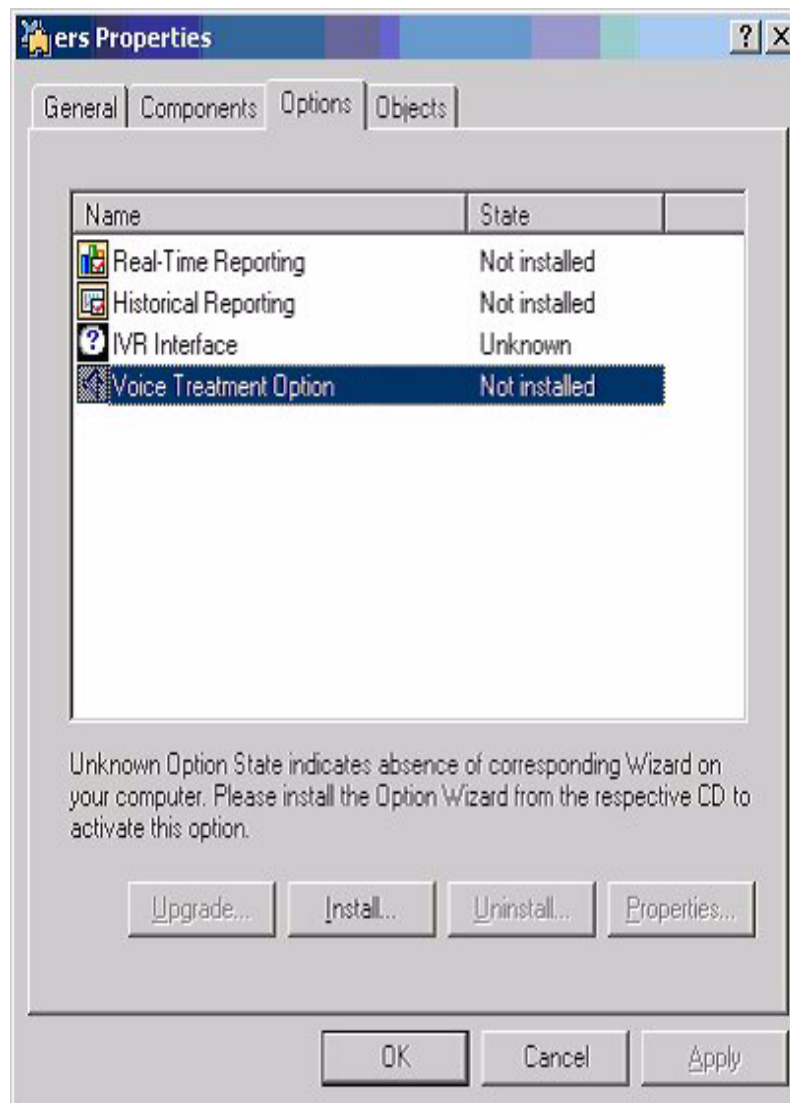 ers Properties
General Components Options Objects
Name State
Real-Time Reporting Not installed
Historical Reporting Not installed
IVR Interface Unknown
Voice Treatment Option Not installed
Unknown Option State indicates absence of corresponding Wizard on
your computer. Please install the Option Wizard from the respective CD to
activate this option.
Upgrade... Install... Uninstall... Properties...
OK Cancel Apply